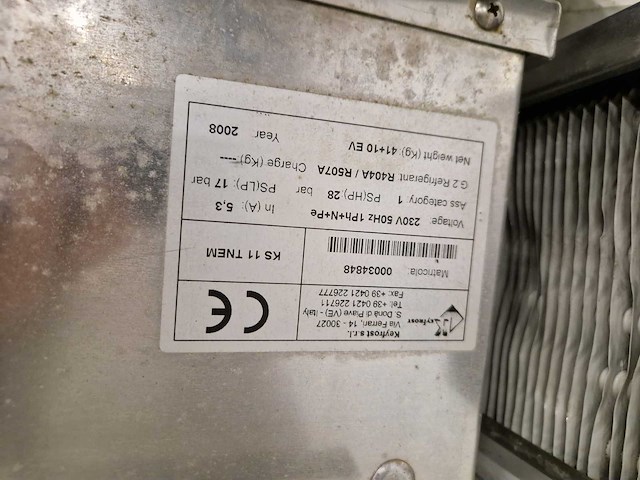 KEYFROST
Keyfrost s.r.l.
Via Ferrari, 14 - 30027
S. Donà di Piave (VE) - Italy
Tel: +39 0421 226711
Fax: +39 0421 226777
CE
Matricola: 00034848
KS 11 TNEM
Voltage: 230V 50Hz 1Ph+N+Pe In (A): 5,3
Ass category: 1 PS(HP) .28 bar PS(LP): 17 bar
G.2 Refrigerant R404A / R507A Charge (Kg) ----
Net weight (Kg): 41+10 EV Year 2008